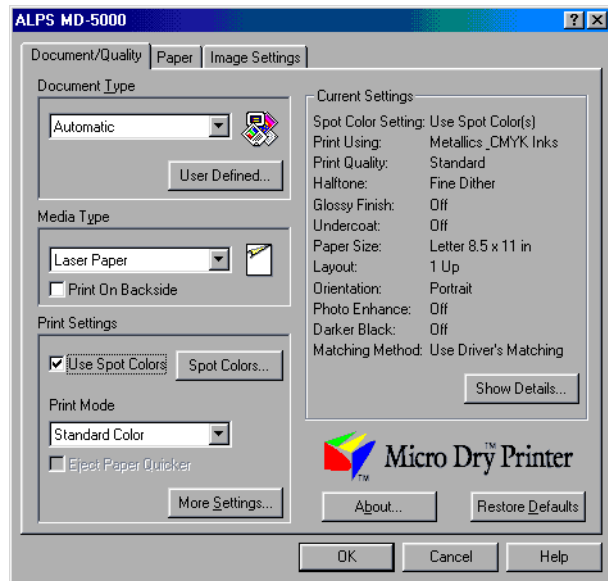 ALPS MD-5000
Document/Quality
Paper
Image Settings
Document Type
Automatic
User Defined...
Media Type
Laser Paper
Print On Backside
Print Settings
Use Spot Colors
Spot Colors...
Print Mode
Standard Color
Eject Paper Quicker
More Settings...
Current Settings
Spot Color Setting: Use Spot Color(s)
Print Using: Metallics_CMYK Inks
Print Quality: Standard
Halftone: Fine Dither
Glossy Finish: Off
Undercoat: Off
Paper Size: Letter 8.5 x 11 in
Layout: 1 Up
Orientation: Portrait
Photo Enhance: Off
Darker Black: Off
Matching Method: Use Driver's Matching
Show Details...
Micro Dry™ Printer
TM
About...
Restore Defaults
OK
Cancel
Help